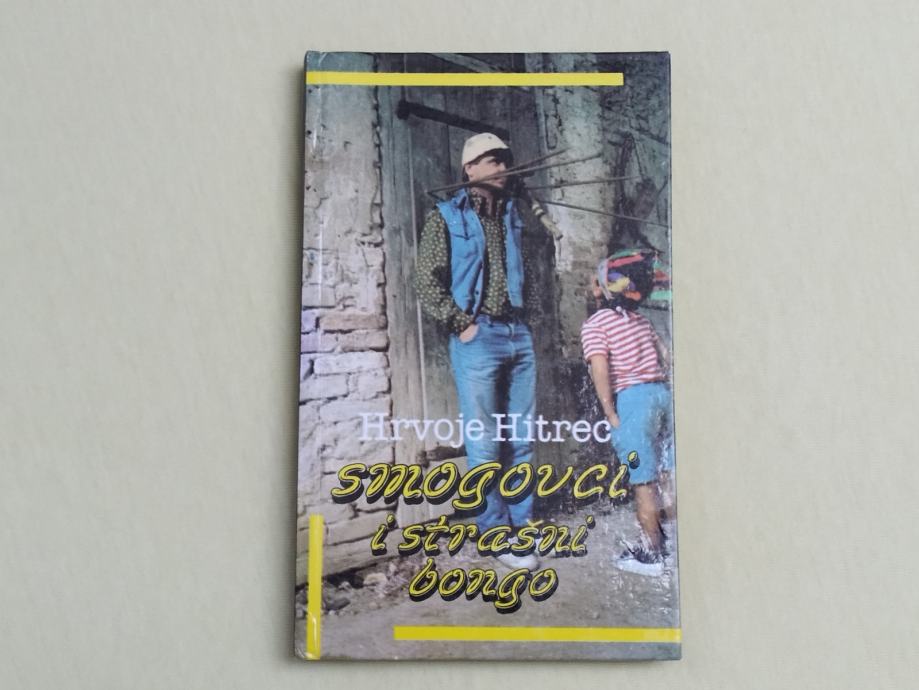 Hrvoje Hitrec
smogovci
i strašni
bongo